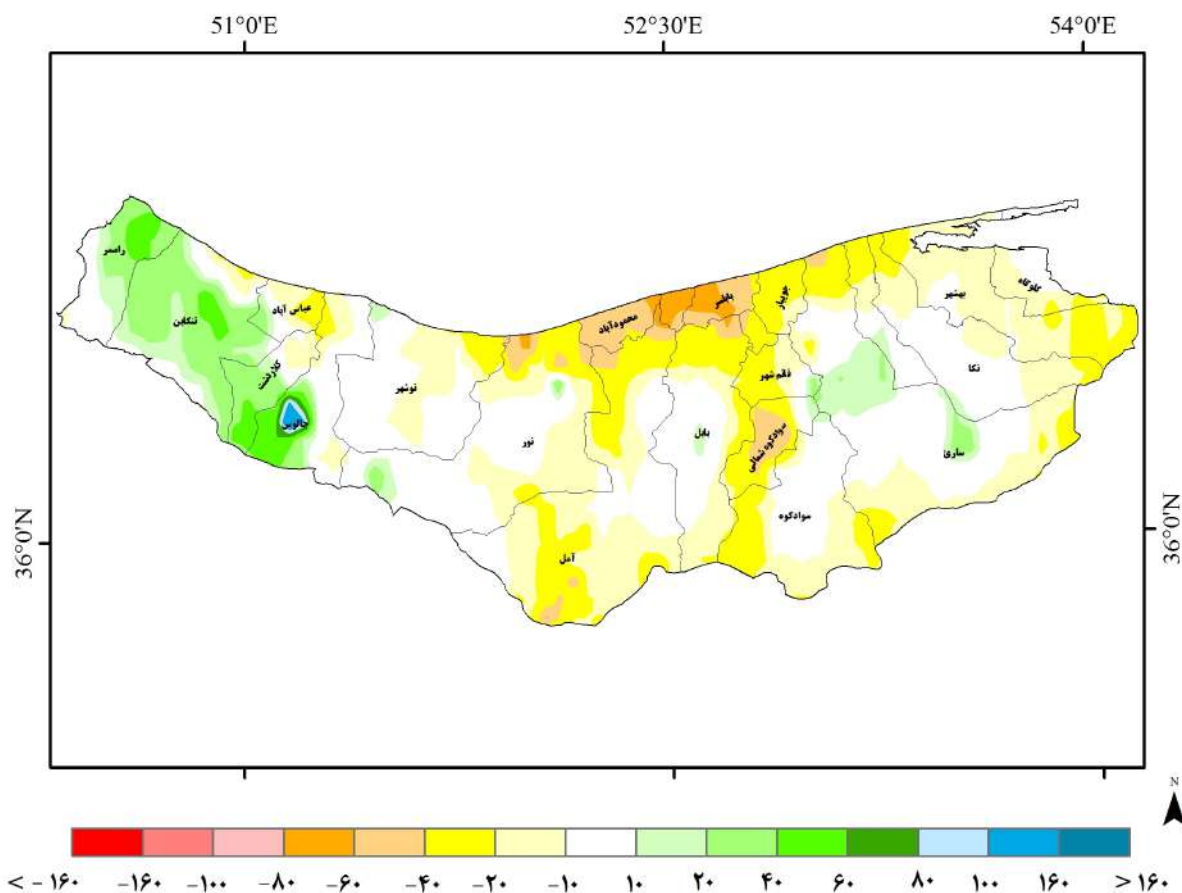 51°0'E 52°30'E 54°0'E
رامسر
تنکابن
عباس آباد
کلاردشت
چالوس
نوشهر
نور
محمودآباد
آمل
بابلسر
بابل
جویبار
قائم شهر
سوادکوه شمالی
سوادکوه
بهشهر
گلوگاه
نکا
ساری
36°0'N 36°0'N
N
< -۱۶۰ -۱۶۰ -۱۰۰ -۸۰ -۶۰ -۴۰ -۲۰ -۱۰ ۱۰ ۲۰ ۴۰ ۶۰ ۸۰ ۱۰۰ ۱۶۰ >۱۶۰